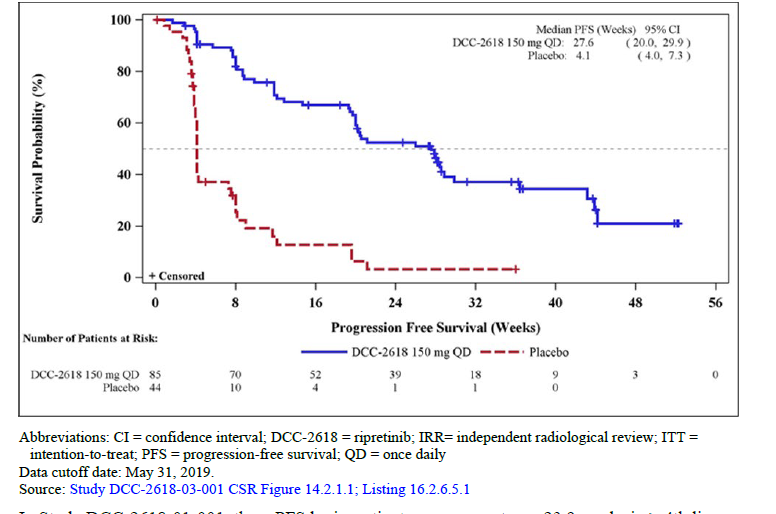 Median PFS (Weeks) 95% CI
DCC-2618 150 mg QD: 27.6 ( 20.0, 29.9 )
Placebo: 4.1 ( 4.0, 7.3 )
100
80
60
40
20
0
Survival Probability (%)
+ Censored
0 8 16 24 32 40 48 56
Progression Free Survival (Weeks)
Number of Patients at Risk:
DCC-2618 150 mg QD Placebo
DCC-2618 150 mg QD 85 70 52 39 18 9 3 0
Placebo 44 10 4 1 1 0
Abbreviations: CI = confidence interval; DCC-2618 = ripretinib; IRR= independent radiological review; ITT =
intention-to-treat; PFS = progression-free survival; QD = once daily
Data cutoff date: May 31, 2019.
Source: Study DCC-2618-03-001 CSR Figure 14.2.1.1; Listing 16.2.6.5.1